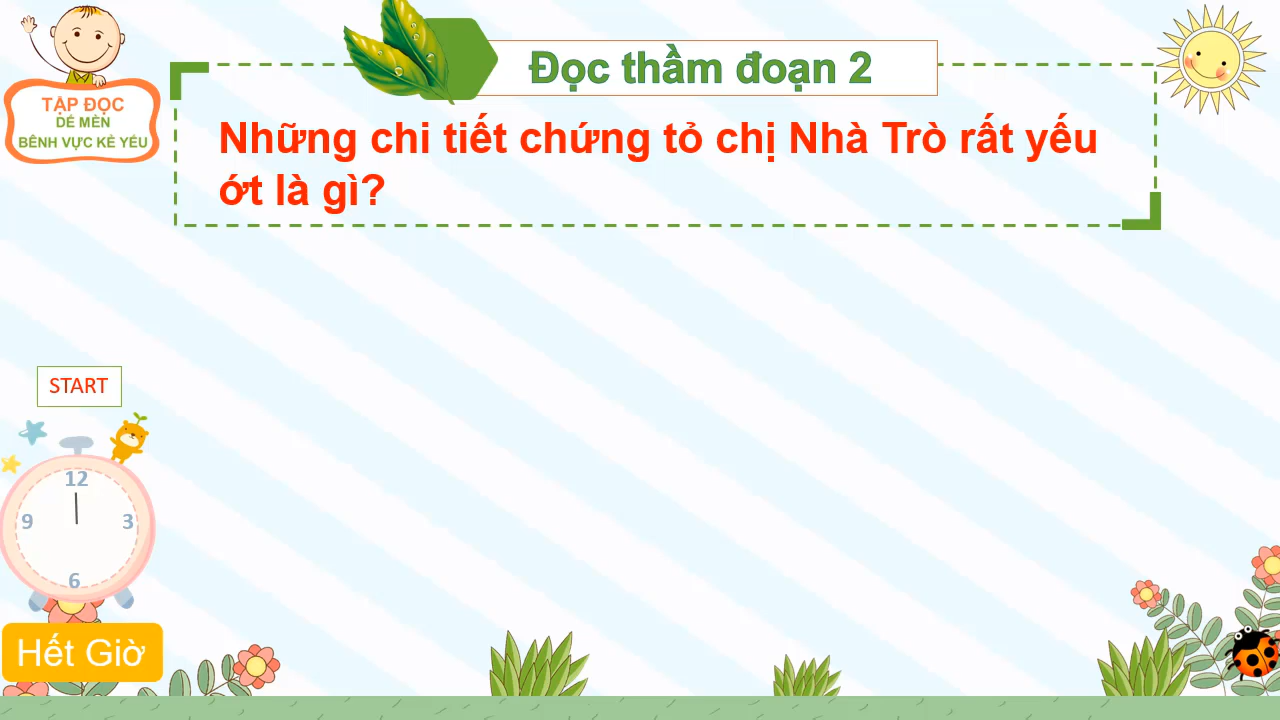 TẬP ĐỌC
DẾ MÈN
BÊNH VỰC KẺ YẾU
Đọc thầm đoạn 2
Những chi tiết chứng tỏ chị Nhà Trò rất yếu
ớt là gì?
START
12
9
3
6
Hết Giờ